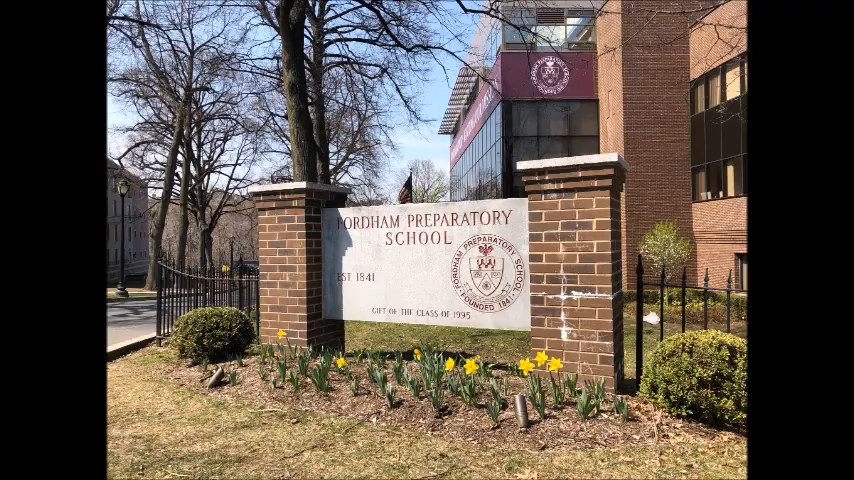 FORDHAM PREPARATORY
SCHOOL
EST. 1841
FORDHAM PREPARATORY SCHOOL
FOUNDED 1841
GIFT OF THE CLASS OF 1995